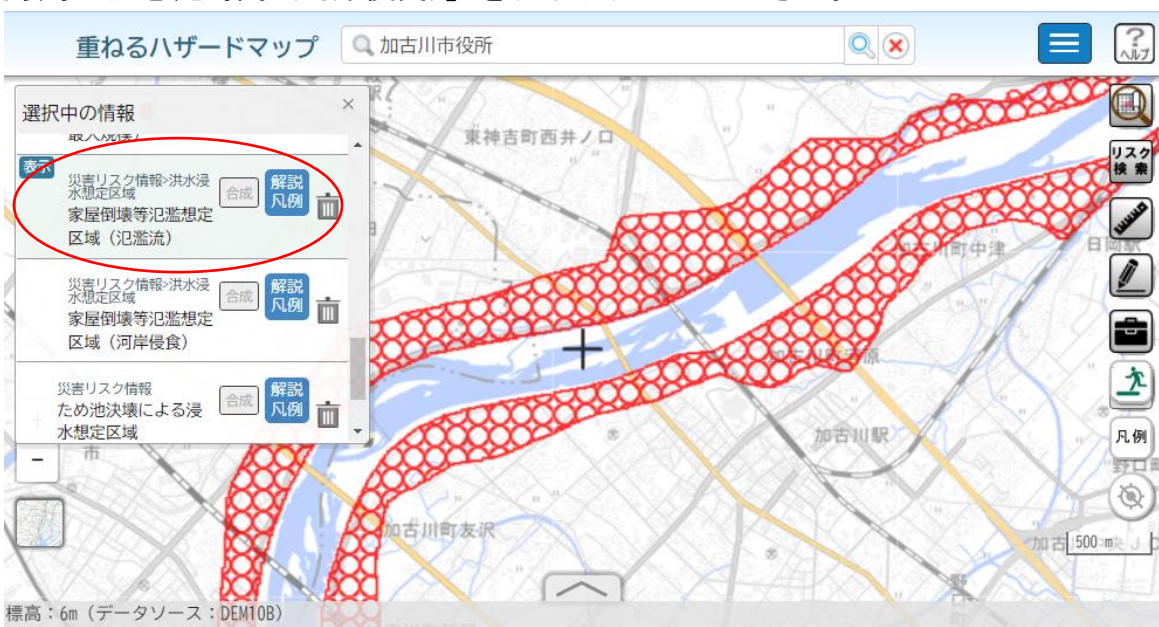 重ねるハザードマップ
加古川市役所
ヘルプ
選択中の情報
最大規模)
表示
災害リスク情報>洪水浸
水想定区域
家屋倒壊等氾濫想定
区域（氾濫流）
合成
解説
凡例
災害リスク情報>洪水浸
水想定区域
家屋倒壊等氾濫想定
区域（河岸侵食）
合成
解説
凡例
災害リスク情報
ため池決壊による浸
水想定区域
合成
解説
凡例
東神吉町西井ノ口
日岡駅
加古川駅
加古川町友沢
市
野口町
リスク
検索
凡例
500 m
標高：6m（データソース：DEM10B）